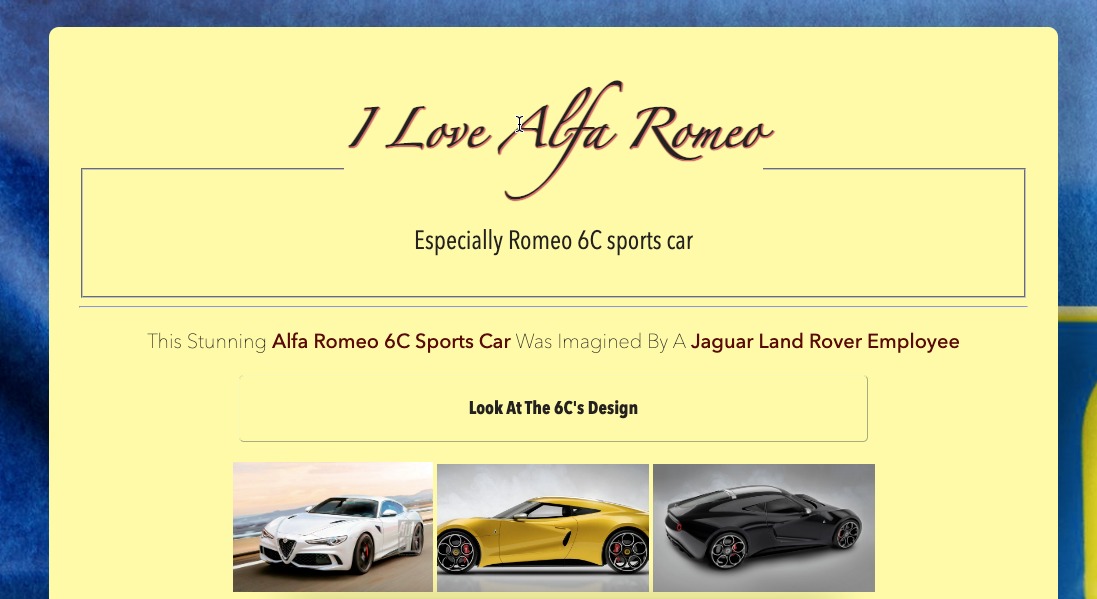 I Love Alfa Romeo
Especially Romeo 6C sports car
This Stunning Alfa Romeo 6C Sports Car Was Imagined By A Jaguar Land Rover Employee
Look At The 6C's Design